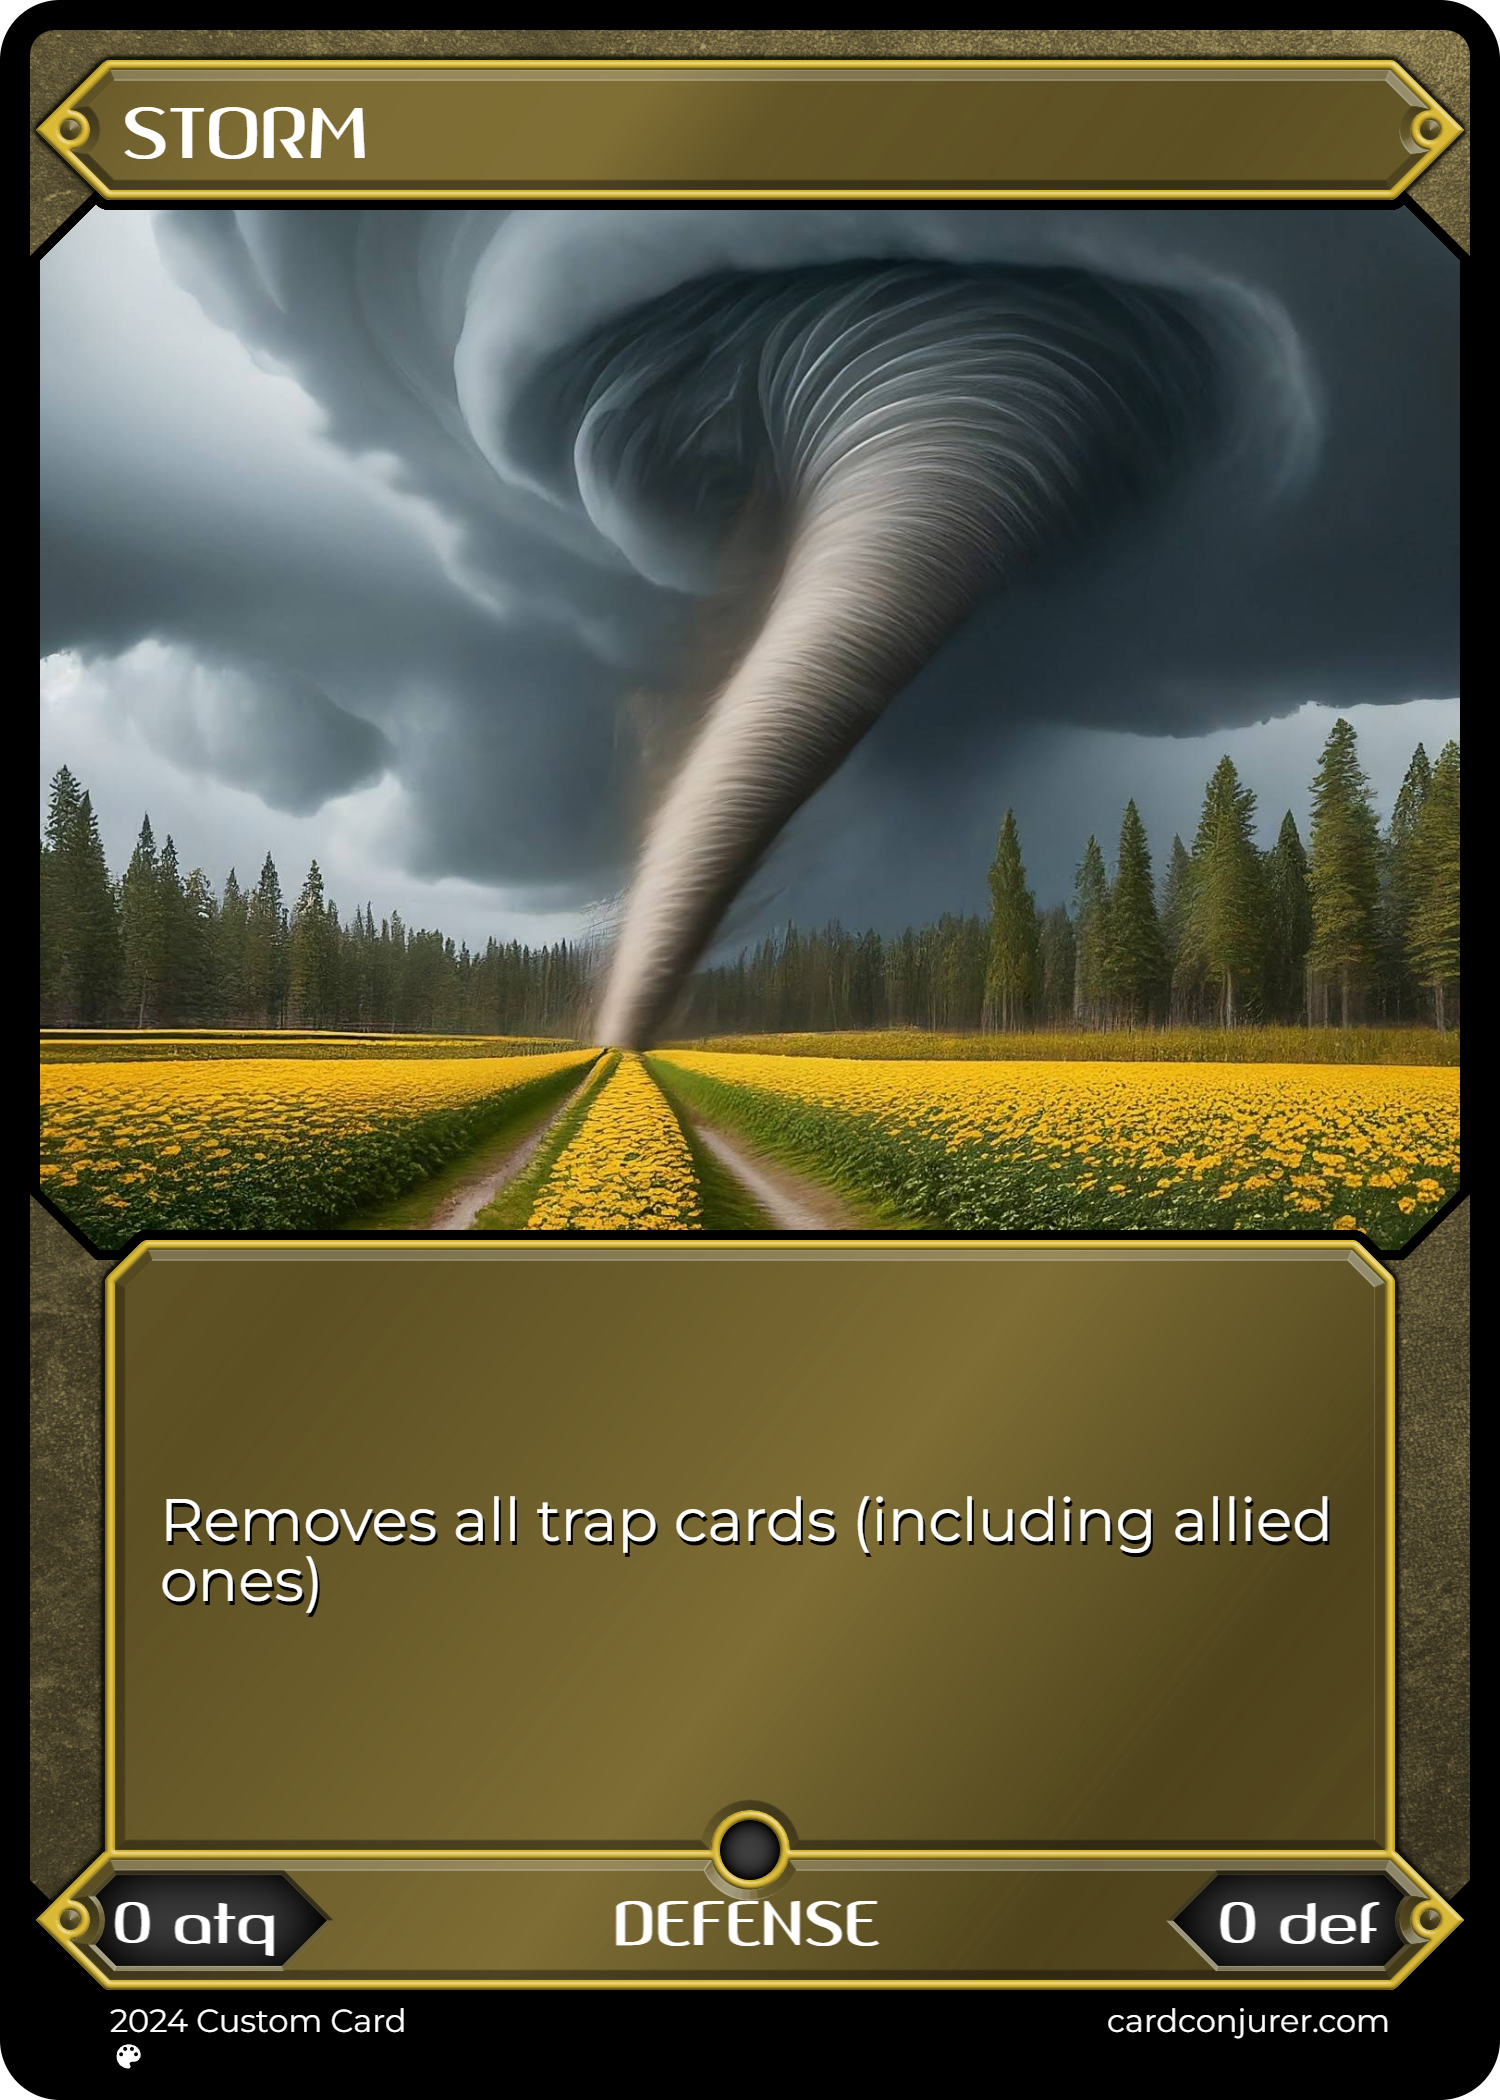 STORM
Removes all trap cards (including allied
ones)
0 atq
DEFENSE
0 def
2024 Custom Card
cardconjurer.com